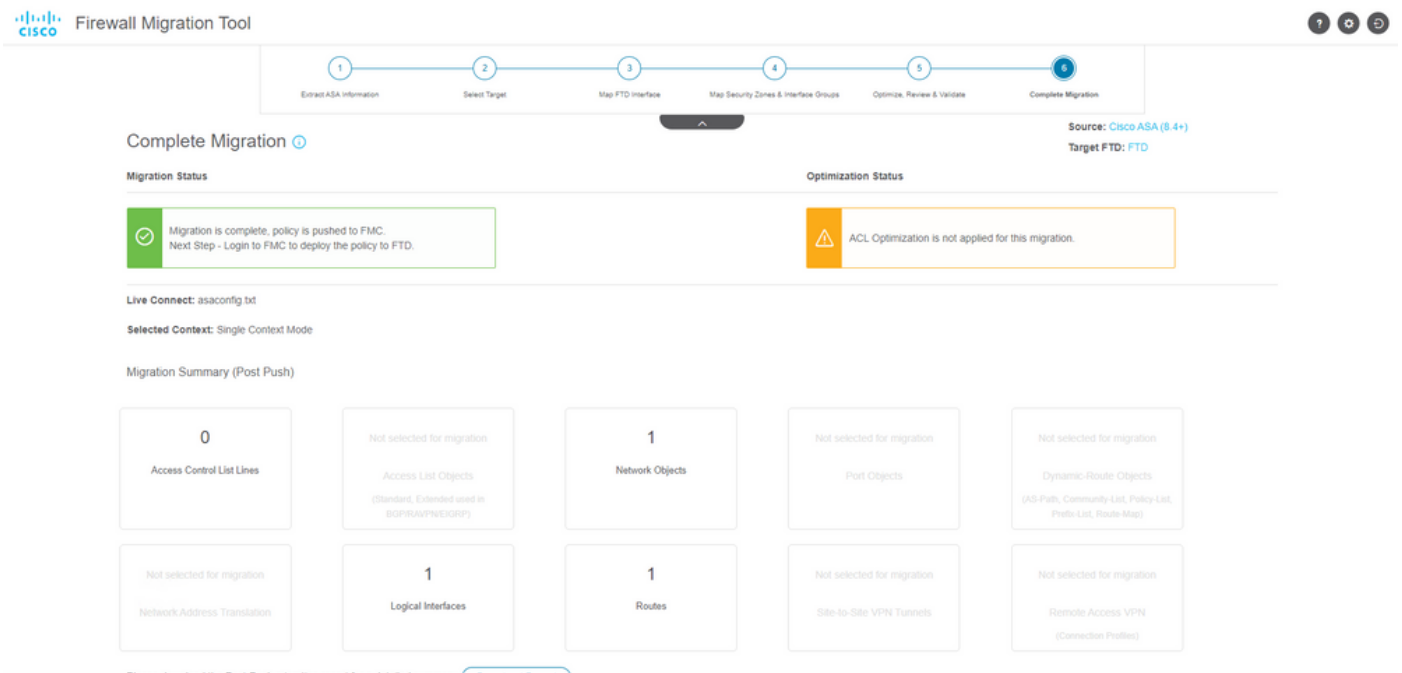 CISCO
Firewall Migration Tool
?
1
2
3
4
5
6
Extract ASA Information
Select Target
Map FTD Interface
Map Security Zones & Interface Groups
Optimize, Review & Validate
Complete Migration
Complete Migration
Source: Cisco ASA (8.4+)
Target FTD: FTD
Migration Status
Optimization Status
Migration is complete, policy is pushed to FMC.
Next Step - Login to FMC to deploy the policy to FTD.
ACL Optimization is not applied for this migration.
Live Connect: asaconfig.txt
Selected Context: Single Context Mode
Migration Summary (Post Push)
0
Access Control List Lines
Not selected for migration
Access List Objects
(Standard, Extended used in
BGP/RAVPN/EIGRP)
1
Network Objects
Not selected for migration
Port Objects
Not selected for migration
Dynamic-Route Objects
(AS-Path, Community-List, Policy-List,
Prefix-List, Route-Map)
Not selected for migration
Network Address Translation
1
Logical Interfaces
1
Routes
Not selected for migration
Site-to-Site VPN Tunnels
Not selected for migration
Remote Access VPN
(Connection Profiles)